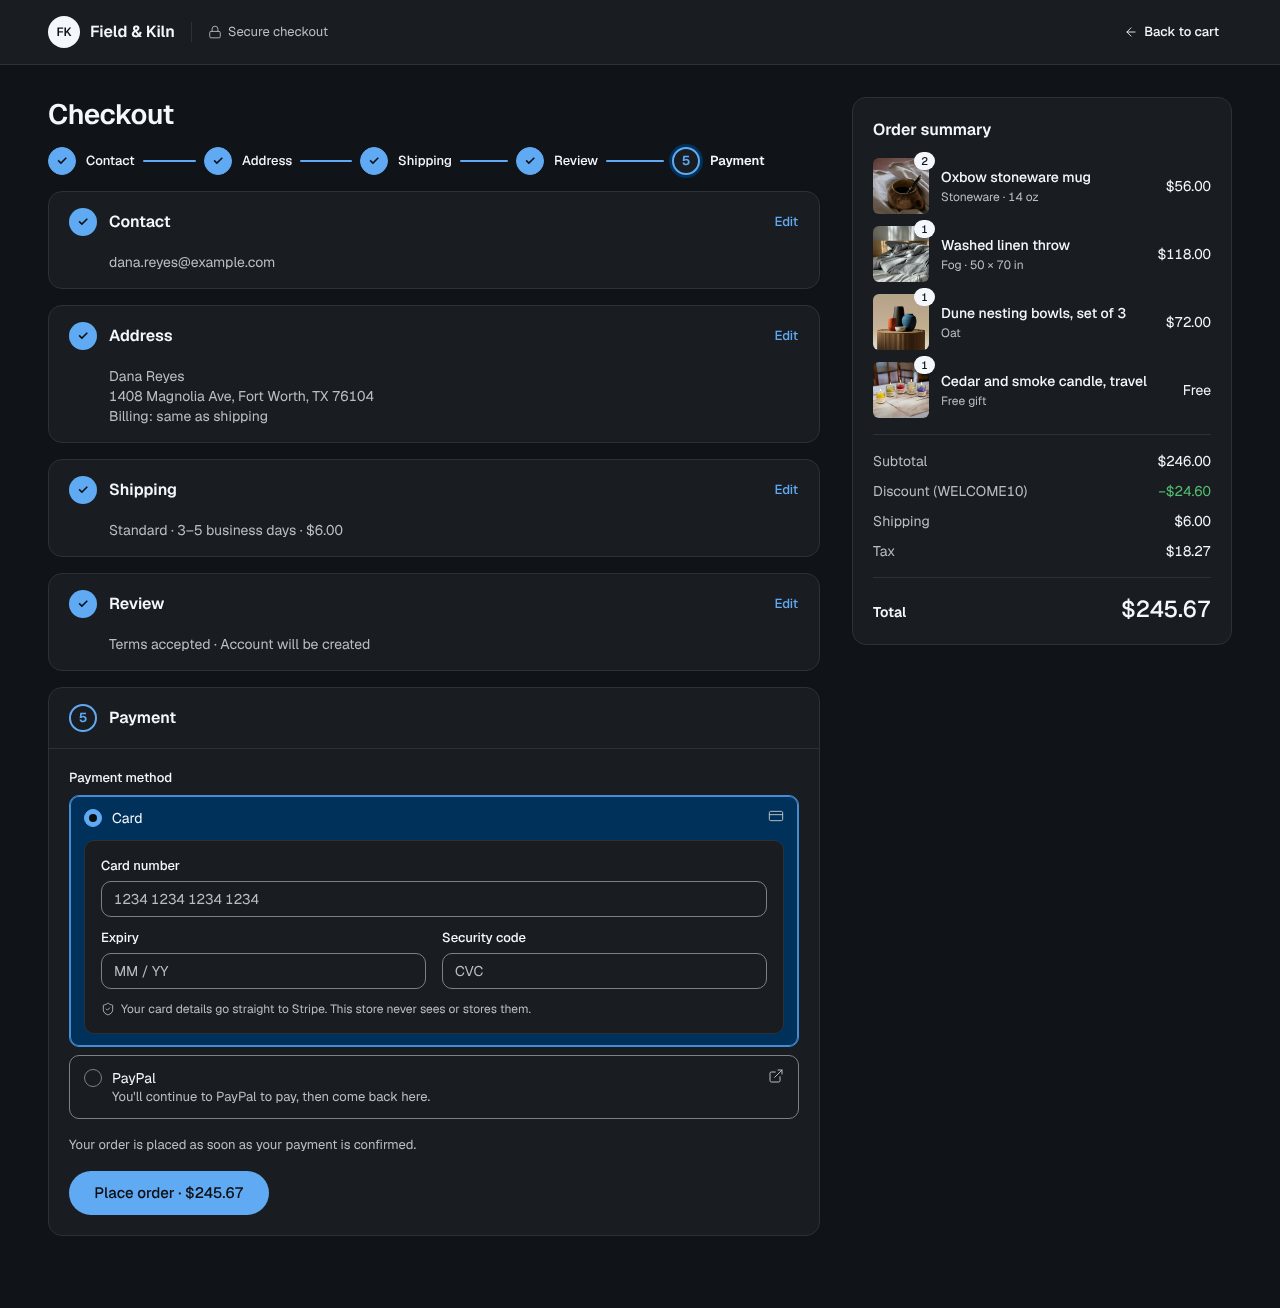 FK Field & Kiln Secure checkout Back to cart
Checkout
Contact Address Shipping Review 5 Payment
Contact Edit
dana.reyes@example.com
Address Edit
Dana Reyes
1408 Magnolia Ave, Fort Worth, TX 76104
Billing: same as shipping
Shipping Edit
Standard · 3–5 business days · $6.00
Review Edit
Terms accepted · Account will be created
5 Payment
Payment method
Card
Card number
1234 1234 1234 1234
Expiry Security code
MM / YY CVC
Your card details go straight to Stripe. This store never sees or stores them.
PayPal
You'll continue to PayPal to pay, then come back here.
Your order is placed as soon as your payment is confirmed.
Place order · $245.67
Order summary
2
Oxbow stoneware mug $56.00
Stoneware · 14 oz
1
Washed linen throw $118.00
Fog · 50 × 70 in
1
Dune nesting bowls, set of 3 $72.00
Oat
1
Cedar and smoke candle, travel Free
Free gift
Subtotal $246.00
Discount (WELCOME10) −$24.60
Shipping $6.00
Tax $18.27
Total $245.67